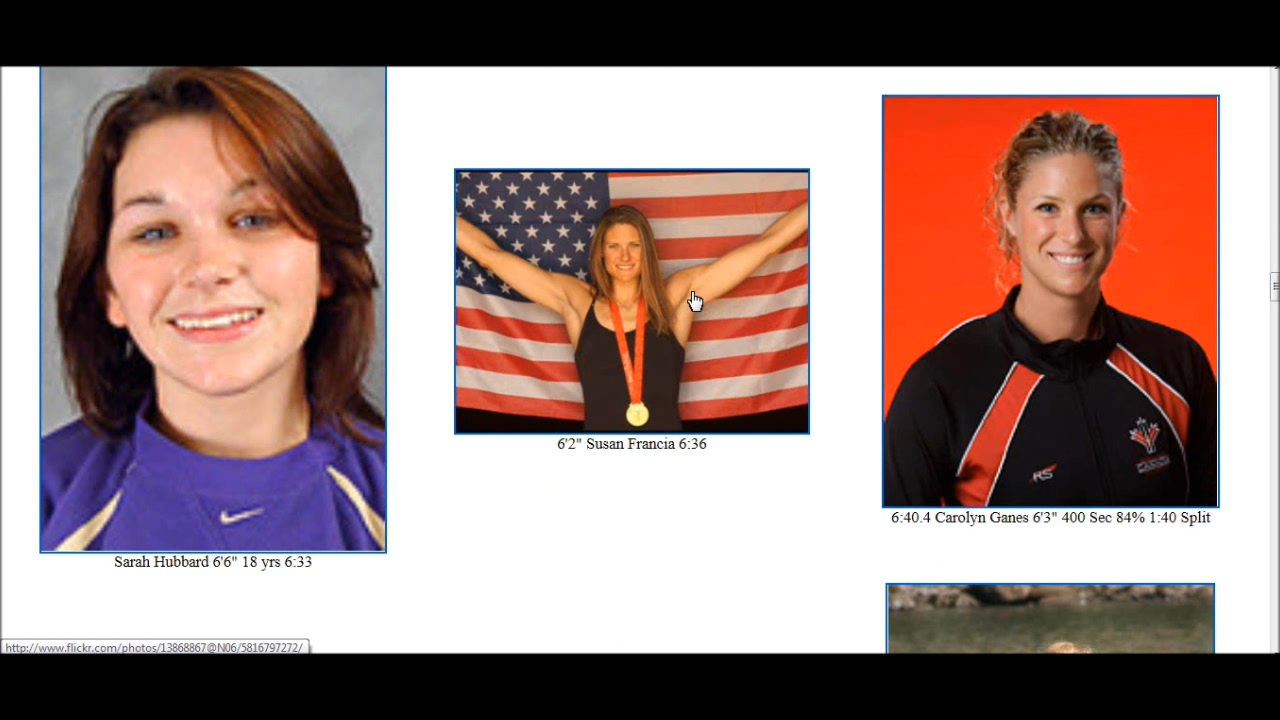 6'2" Susan Francia 6:36
6:40.4 Carolyn Ganes 6'3" 400 Sec 84% 1:40 Split
Sarah Hubbard 6'6" 18 yrs 6:33
http://www.flickr.com/photos/13868867@N06/5816797272/
RS